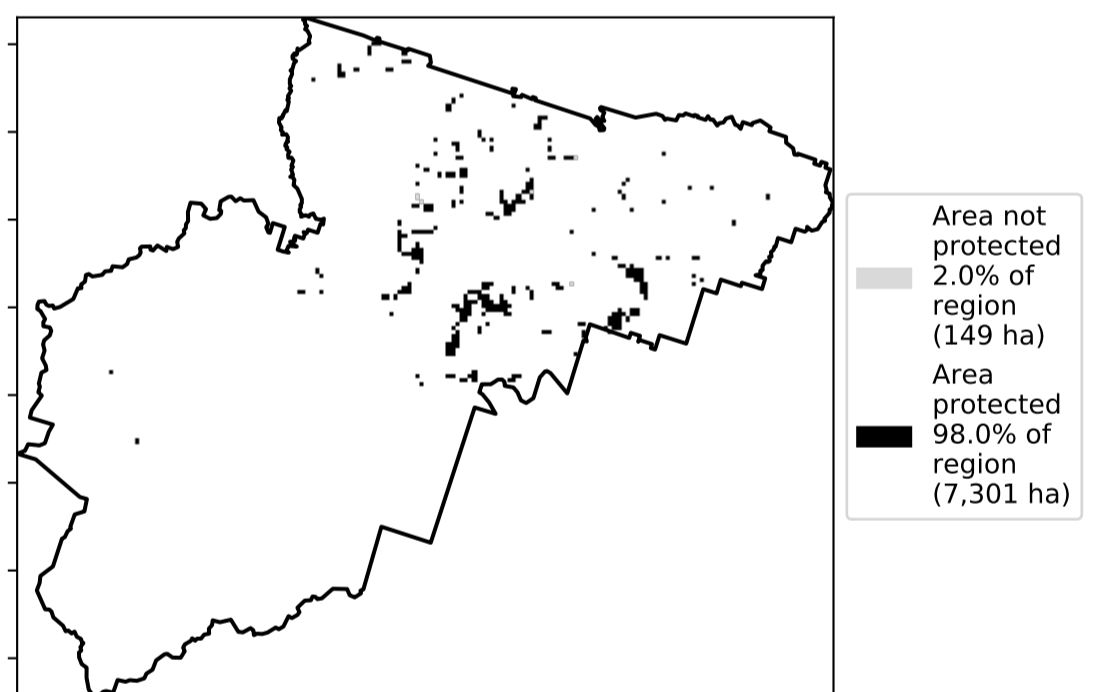 Area not
protected
2.0% of
region
(149 ha)
Area
protected
98.0% of
region
(7,301 ha)